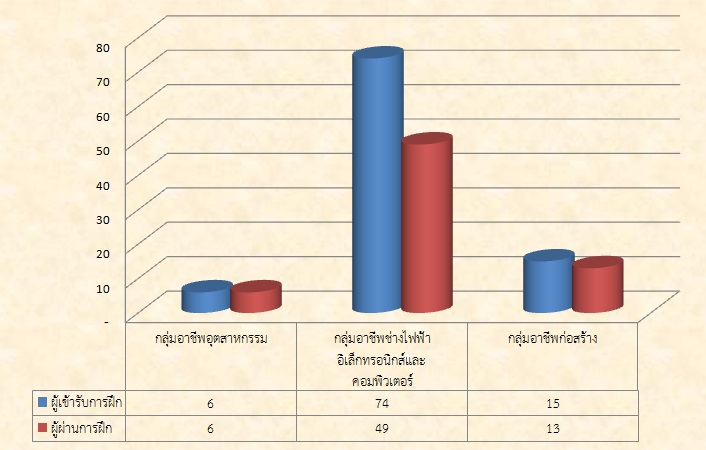 80
70
60
50
40
30
20
10
-
กลุ่มอาชีพอุตสาหกรรม
กลุ่มอาชีพช่างไฟฟ้า
อิเล็กทรอนิกส์และ
คอมพิวเตอร์
กลุ่มอาชีพก่อสร้าง
ผู้เข้ารับการฝึก 6 74 15
ผู้ผ่านการฝึก 6 49 13